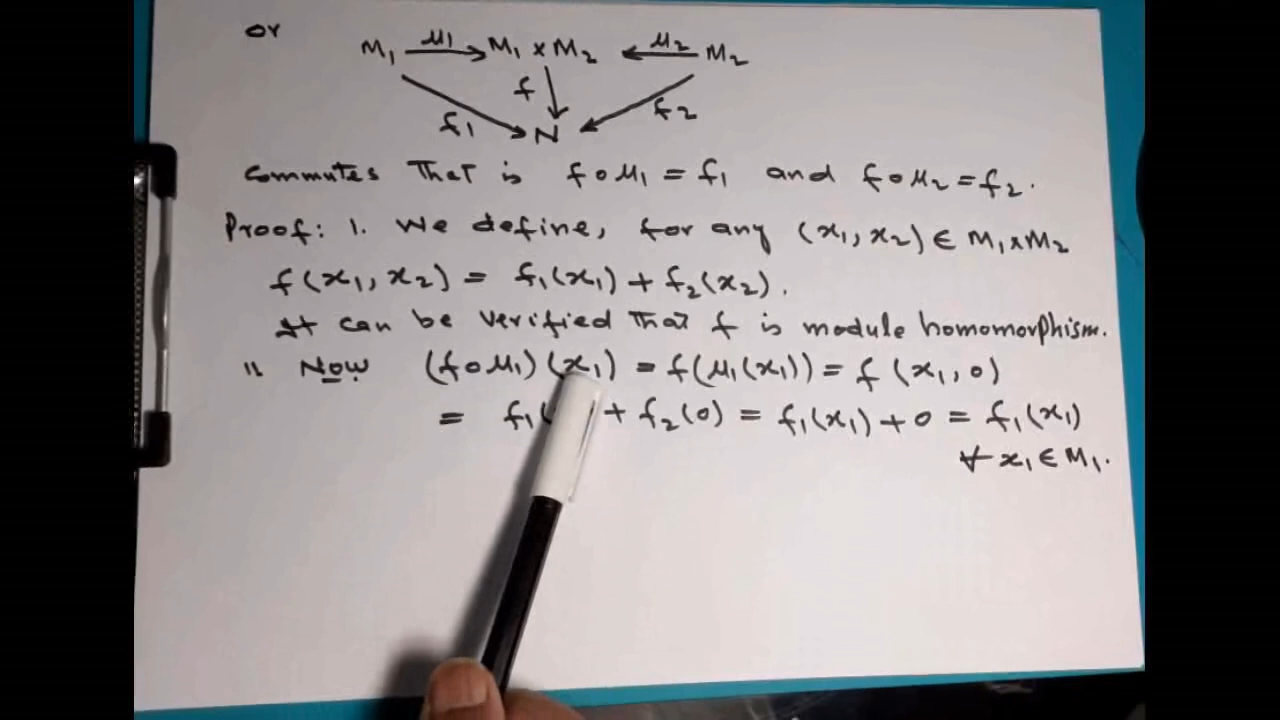 or
M₁ —μ₁→ M₁ × M₂ ←μ₂— M₂
f
f₁ N f₂
commutes That is f∘μ₁ = f₁ and f∘μ₂ = f₂.
Proof: 1. We define, for any (x₁, x₂) ∈ M₁×M₂
f(x₁, x₂) = f₁(x₁) + f₂(x₂).
It can be verified that f is module homomorphism.
11 Now (f∘μ₁)(x₁) = f(μ₁(x₁)) = f (x₁, 0)
= f₁( ) + f₂(0) = f₁(x₁) + 0 = f₁(x₁)
∀ x₁ ∈ M₁.